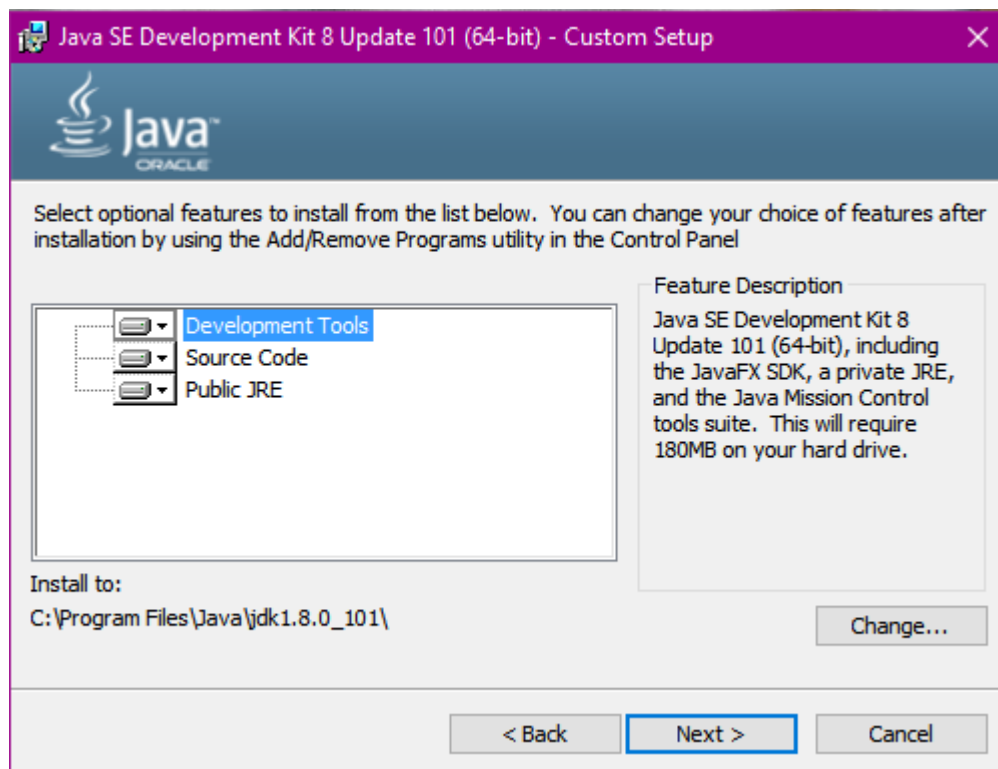 Java SE Development Kit 8 Update 101 (64-bit) - Custom Setup
Java™
ORACLE
Select optional features to install from the list below.  You can change your choice of features after
installation by using the Add/Remove Programs utility in the Control Panel
Development Tools
Source Code
Public JRE
Feature Description
Java SE Development Kit 8
Update 101 (64-bit), including
the JavaFX SDK, a private JRE,
and the Java Mission Control
tools suite.  This will require
180MB on your hard drive.
Install to:
C:\Program Files\Java\jdk1.8.0_101\
Change...
< Back
Next >
Cancel